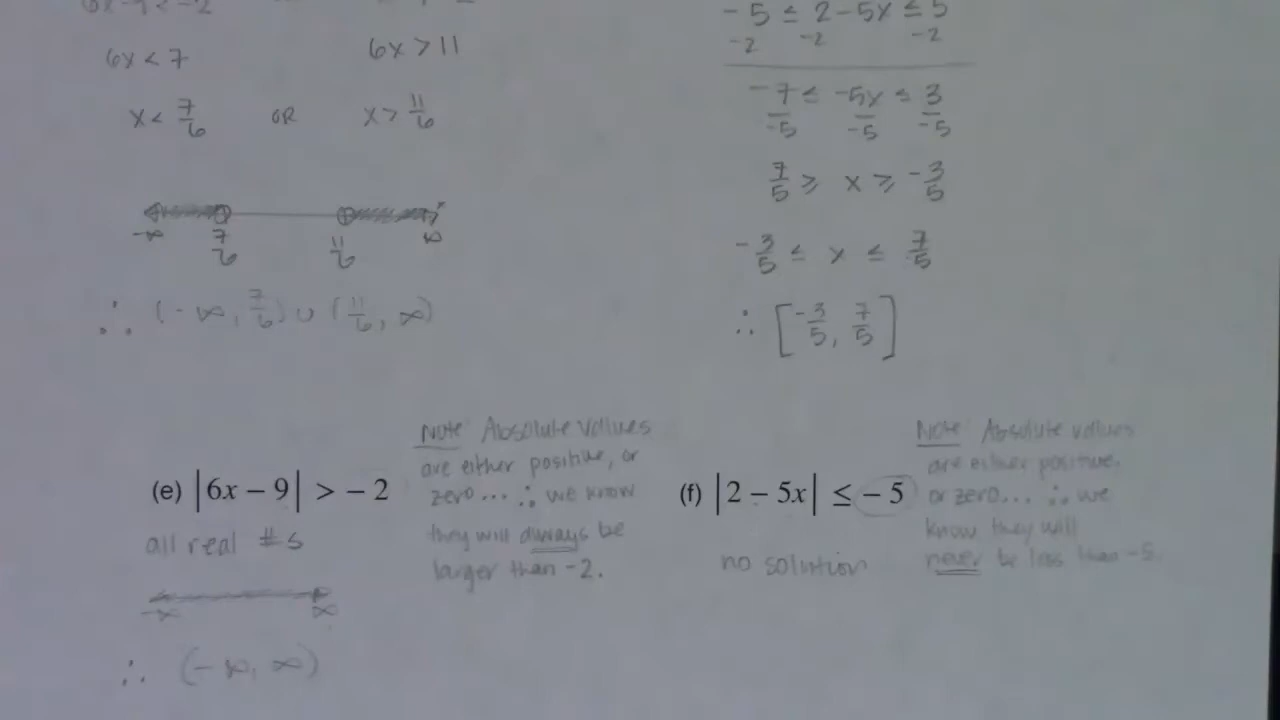 6x - 9 < -2
-5 ≤ 2 - 5x ≤ 5
-2 -2 -2
6x < 7
6x > 11
x < 7/6 OR x > 11/6
-7/-5 ≤ -5x/-5 ≤ 3/-5
7/5 ≥ x ≥ -3/5
-∞ 7/6 11/6 ∞
-3/5 ≤ x ≤ 7/5
∴ (-∞, 7/6) ∪ (11/6, ∞)
∴ [-3/5, 7/5]
(e) |6x - 9| > -2
all real #s
-∞ ∞
∴ (-∞, ∞)
Note Absolute values
are either positive, or
zero... ∴ we know
they will always be
larger than -2.
(f) |2 - 5x| ≤ -5
no solution
Note Absolute values
are either positive,
or zero... ∴ we
know they will
never be less than -5.